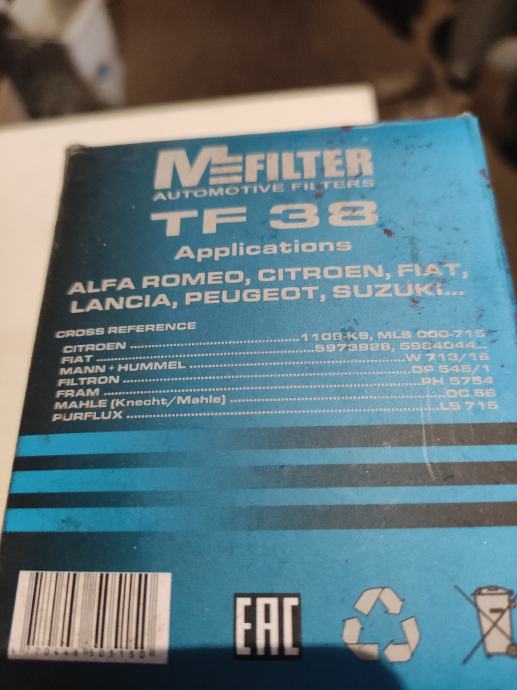 MFILTER
AUTOMOTIVE FILTERS
TF 38
Applications
ALFA ROMEO, CITROEN, FIAT,
LANCIA, PEUGEOT, SUZUKI...
CROSS REFERENCE
CITROEN ........ 1109-K9, MLS 000-715
FIAT ........ 5973928, 5984044...
MANN + HUMMEL ........ W 713/16
FILTRON ........ OP 545/1
FRAM ........ PH 5754
MAHLE (Knecht/Mahle) ........ OC 56
PURFLUX ........ LS 715
EAC